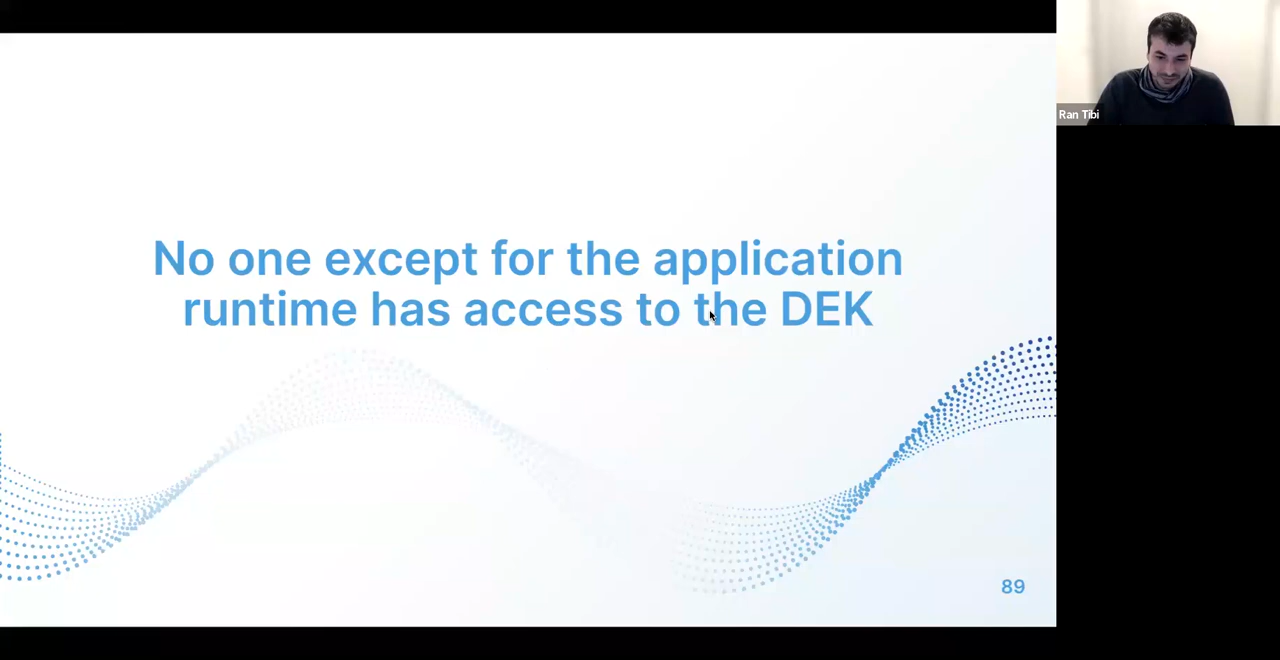 No one except for the application
runtime has access to the DEK
89
Ran Tibi